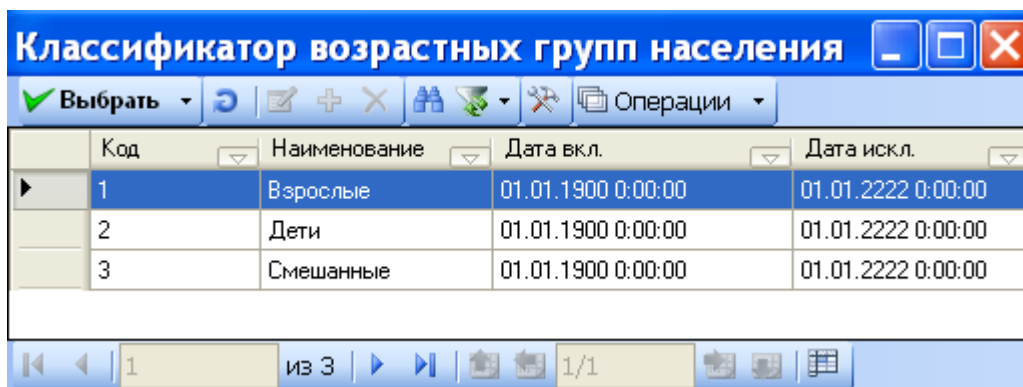 Классификатор возрастных групп населения
Выбрать Операции
Код Наименование Дата вкл. Дата искл.
1 Взрослые 01.01.1900 0:00:00 01.01.2222 0:00:00
2 Дети 01.01.1900 0:00:00 01.01.2222 0:00:00
3 Смешанные 01.01.1900 0:00:00 01.01.2222 0:00:00
1 из 3 1/1